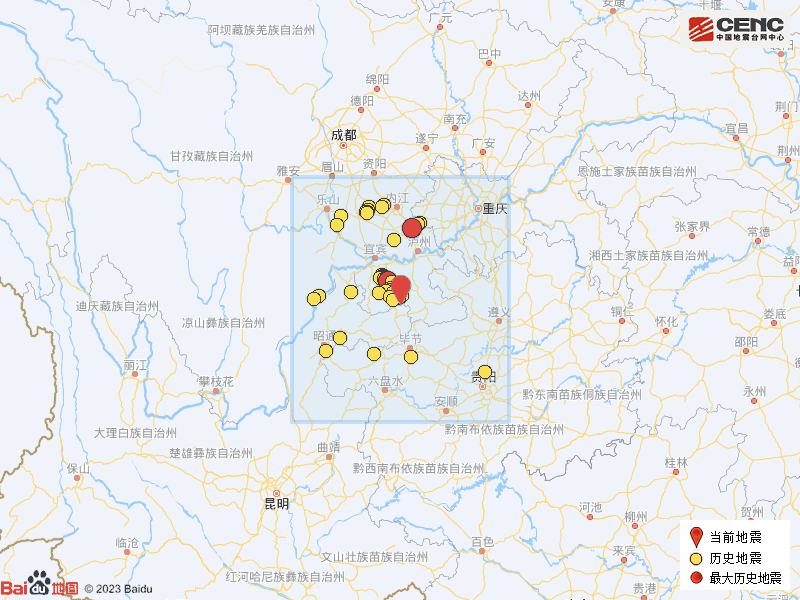 阿坝藏族羌族自治州
广元
安康
十堰
CENC
中国地震台网中心
巴中
绵阳
德阳
达州
荆门
南充
宜昌
成都
遂宁
广安
荆州
甘孜藏族自治州
资阳
雅安
眉山
恩施土家族苗族自治州
乐山
内江
重庆
张家界
常德
泸州
宜宾
湘西土家族苗族自治州
益阳
迪庆藏族自治州
遵义
铜仁
凉山彝族自治州
怀化
娄底
昭通
毕节
邵阳
丽江
攀枝花
六盘水
贵阳
黔东南苗族侗族自治州
永州
安顺
大理白族自治州
黔南布依族苗族自治州
曲靖
楚雄彝族自治州
保山
黔西南布依族苗族自治州
桂林
昆明
河池
柳州
贺州
临沧
百色
来宾
文山壮族苗族自治州
红河哈尼族彝族自治州
贵港
当前地震
历史地震
最大历史地震
Bai du 地图
© 2023 Baidu